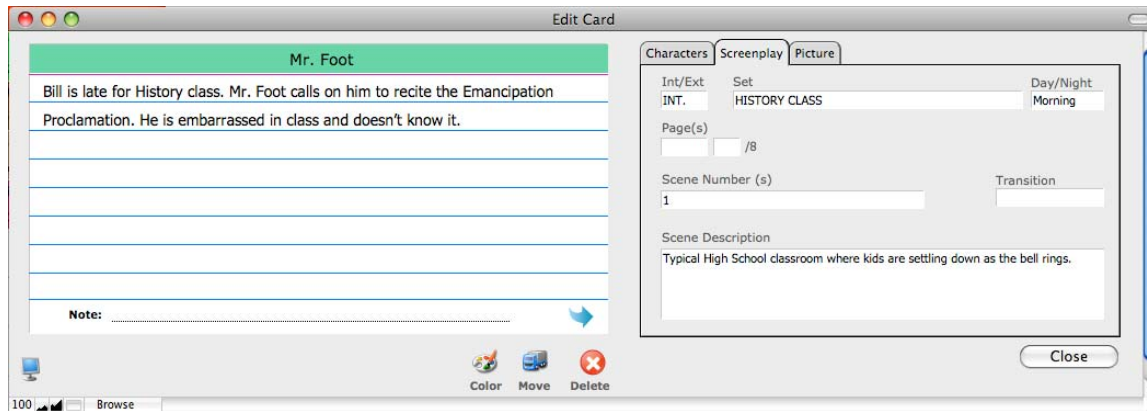 Edit Card
Mr. Foot
Bill is late for History class. Mr. Foot calls on him to recite the Emancipation
Proclamation. He is embarrassed in class and doesn't know it.
Note:
Color Move Delete
Characters Screenplay Picture
Int/Ext Set Day/Night
INT. HISTORY CLASS Morning
Page(s)
/8
Scene Number (s) Transition
1
Scene Description
Typical High School classroom where kids are settling down as the bell rings.
Close
100 Browse